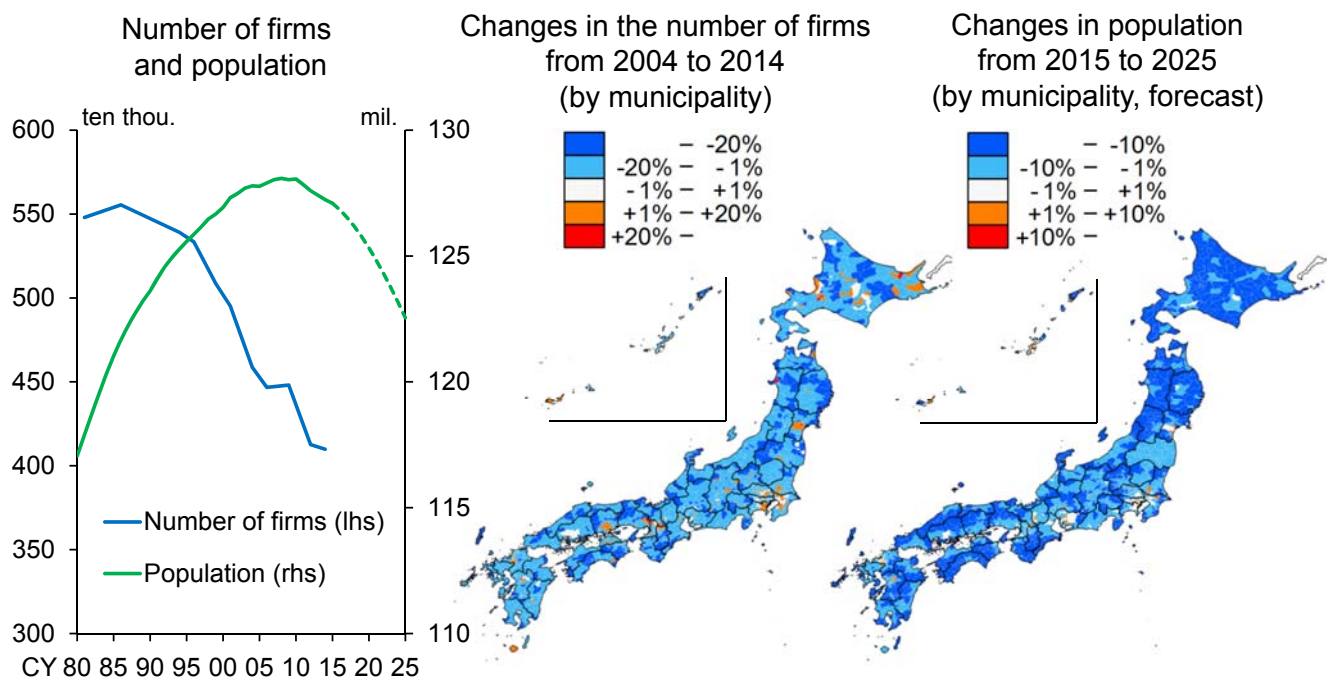 Number of firms
and population
ten thou.
mil.
600
550
500
450
400
350
300
130
125
120
115
110
Number of firms (lhs)
Population (rhs)
CY 80 85 90 95 00 05 10 15 20 25
Changes in the number of firms
from 2004 to 2014
(by municipality)
– -20%
-20% – -1%
-1% – +1%
+1% – +20%
+20% –
Changes in population
from 2015 to 2025
(by municipality, forecast)
– -10%
-10% – -1%
-1% – +1%
+1% – +10%
+10% –